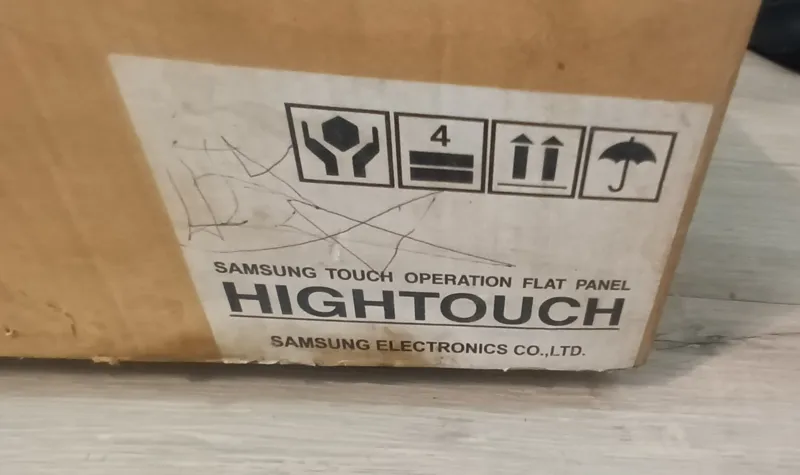 4
SAMSUNG TOUCH OPERATION FLAT PANEL
HIGHTOUCH
SAMSUNG ELECTRONICS CO.,LTD.